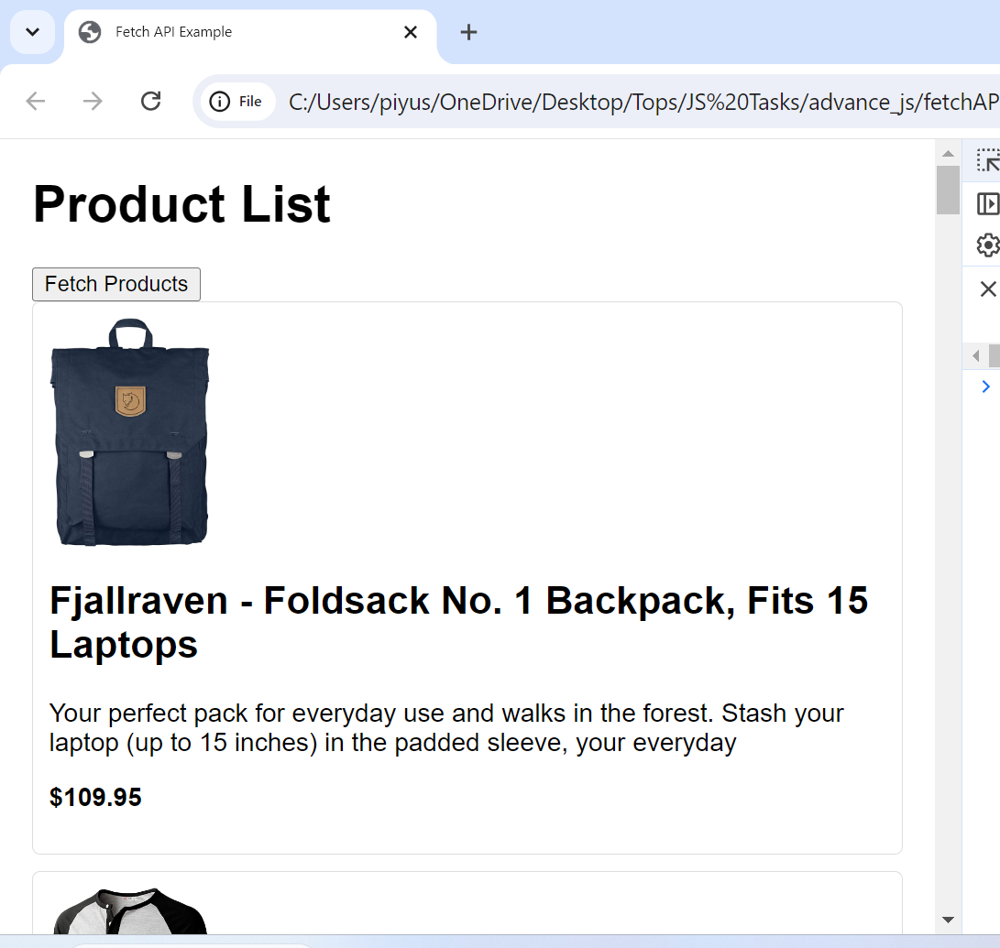 Fetch API Example
File
C:/Users/piyus/OneDrive/Desktop/Tops/JS%20Tasks/advance_js/fetchAP
Product List
Fetch Products
Fjallraven - Foldsack No. 1 Backpack, Fits 15
Laptops
Your perfect pack for everyday use and walks in the forest. Stash your
laptop (up to 15 inches) in the padded sleeve, your everyday
$109.95